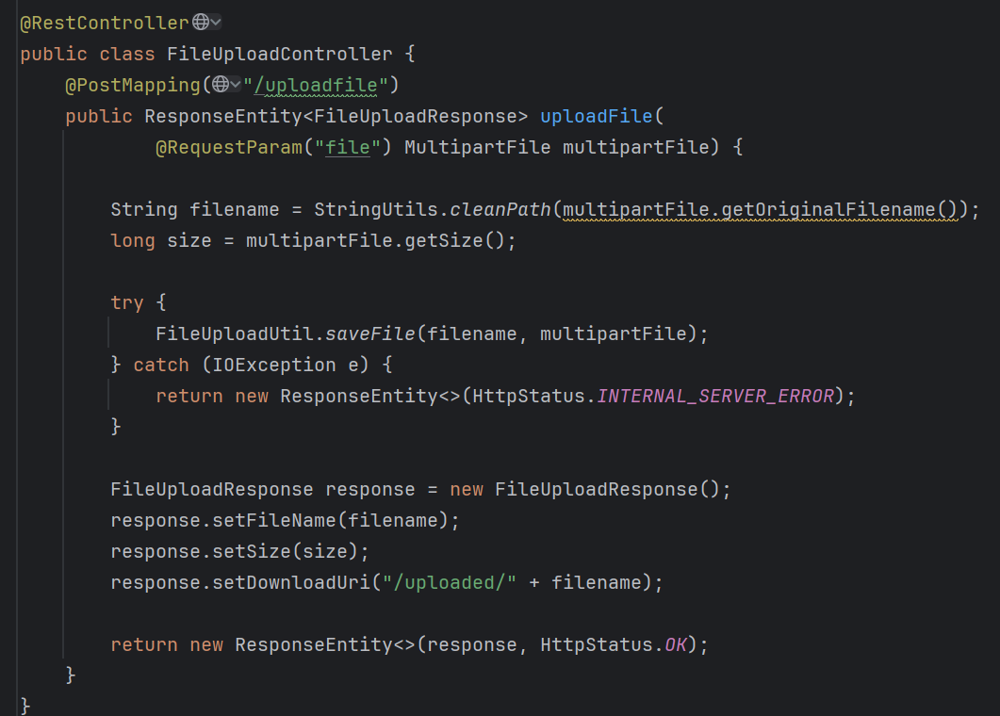 @RestController
public class FileUploadController {
    @PostMapping("/uploadfile")
    public ResponseEntity<FileUploadResponse> uploadFile(
            @RequestParam("file") MultipartFile multipartFile) {

        String filename = StringUtils.cleanPath(multipartFile.getOriginalFilename());
        long size = multipartFile.getSize();

        try {
            FileUploadUtil.saveFile(filename, multipartFile);
        } catch (IOException e) {
            return new ResponseEntity<>(HttpStatus.INTERNAL_SERVER_ERROR);
        }

        FileUploadResponse response = new FileUploadResponse();
        response.setFileName(filename);
        response.setSize(size);
        response.setDownloadUri("/uploaded/" + filename);

        return new ResponseEntity<>(response, HttpStatus.OK);
    }
}